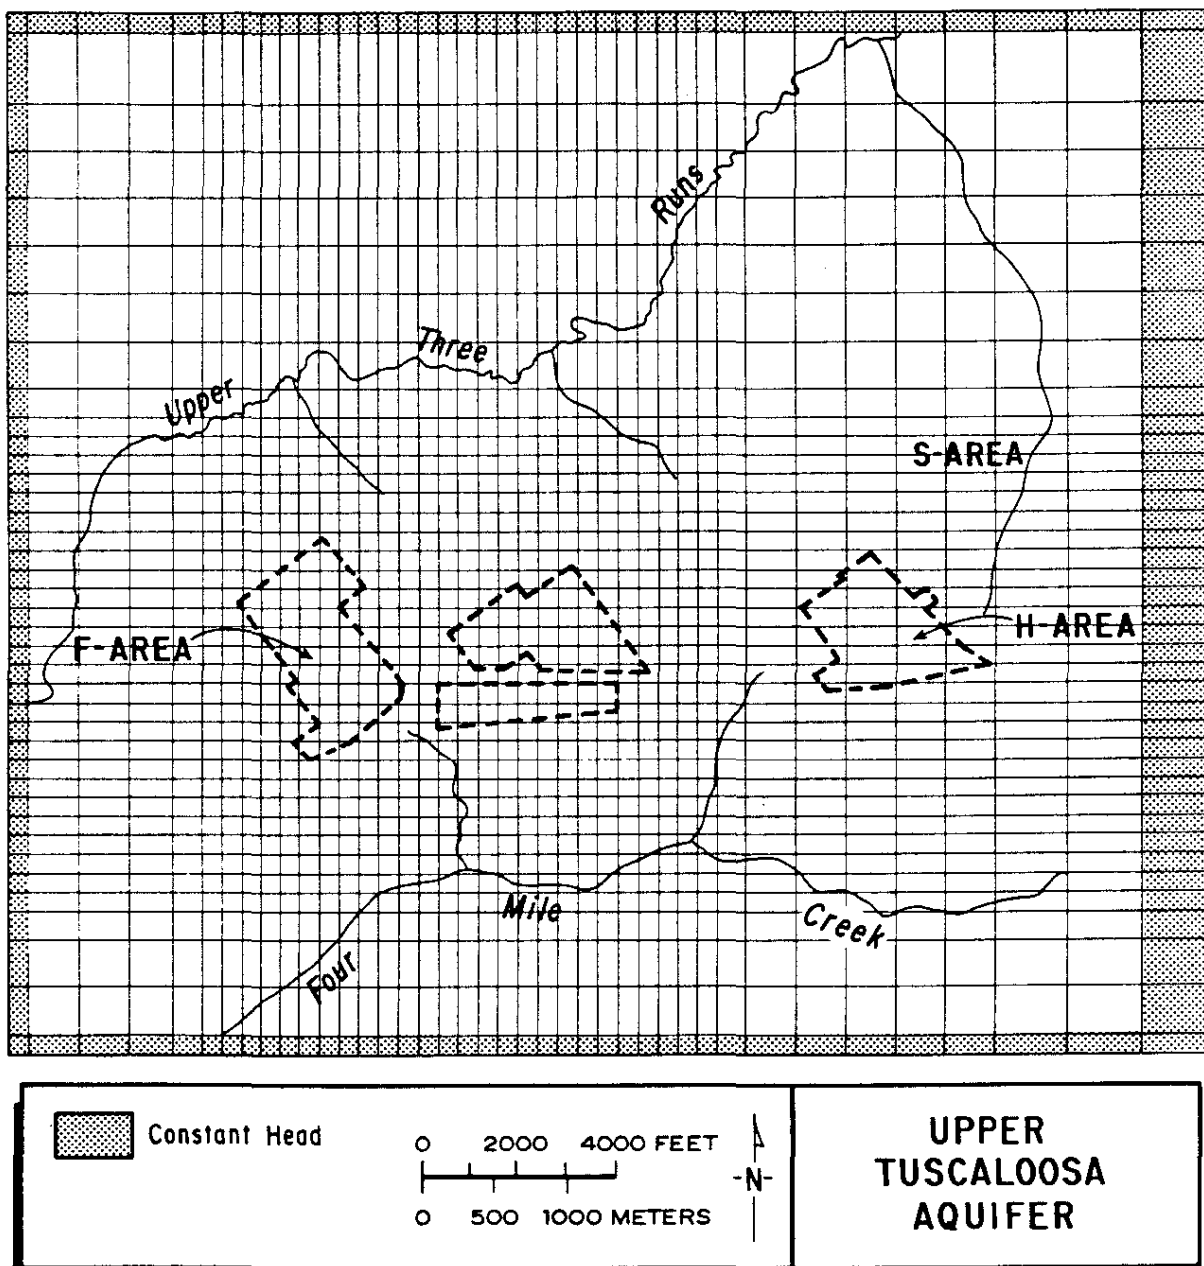 Runs
Three
Upper
S-AREA
F-AREA
H-AREA
Mile
Creek
Four
Constant Head
0 2000 4000 FEET
0 500 1000 METERS
-N-
UPPER
TUSCALOOSA
AQUIFER